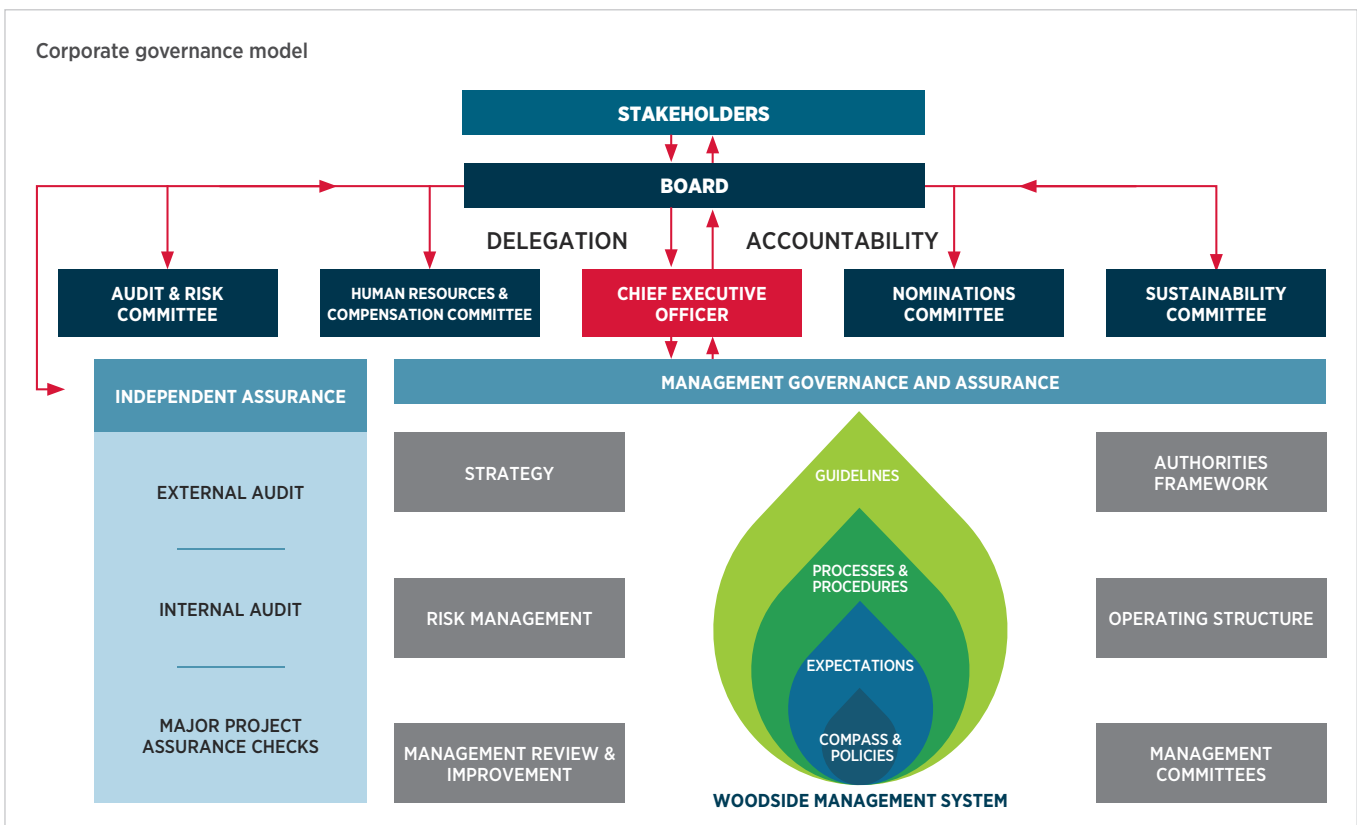 Corporate governance model
STAKEHOLDERS
BOARD
DELEGATION
ACCOUNTABILITY
AUDIT & RISK
COMMITTEE
HUMAN RESOURCES &
COMPENSATION COMMITTEE
CHIEF EXECUTIVE
OFFICER
NOMINATIONS
COMMITTEE
SUSTAINABILITY
COMMITTEE
INDEPENDENT ASSURANCE
EXTERNAL AUDIT
INTERNAL AUDIT
MAJOR PROJECT
ASSURANCE CHECKS
MANAGEMENT GOVERNANCE AND ASSURANCE
STRATEGY
RISK MANAGEMENT
MANAGEMENT REVIEW &
IMPROVEMENT
GUIDELINES
PROCESSES &
PROCEDURES
EXPECTATIONS
COMPASS &
POLICIES
WOODSIDE MANAGEMENT SYSTEM
AUTHORITIES
FRAMEWORK
OPERATING STRUCTURE
MANAGEMENT
COMMITTEES